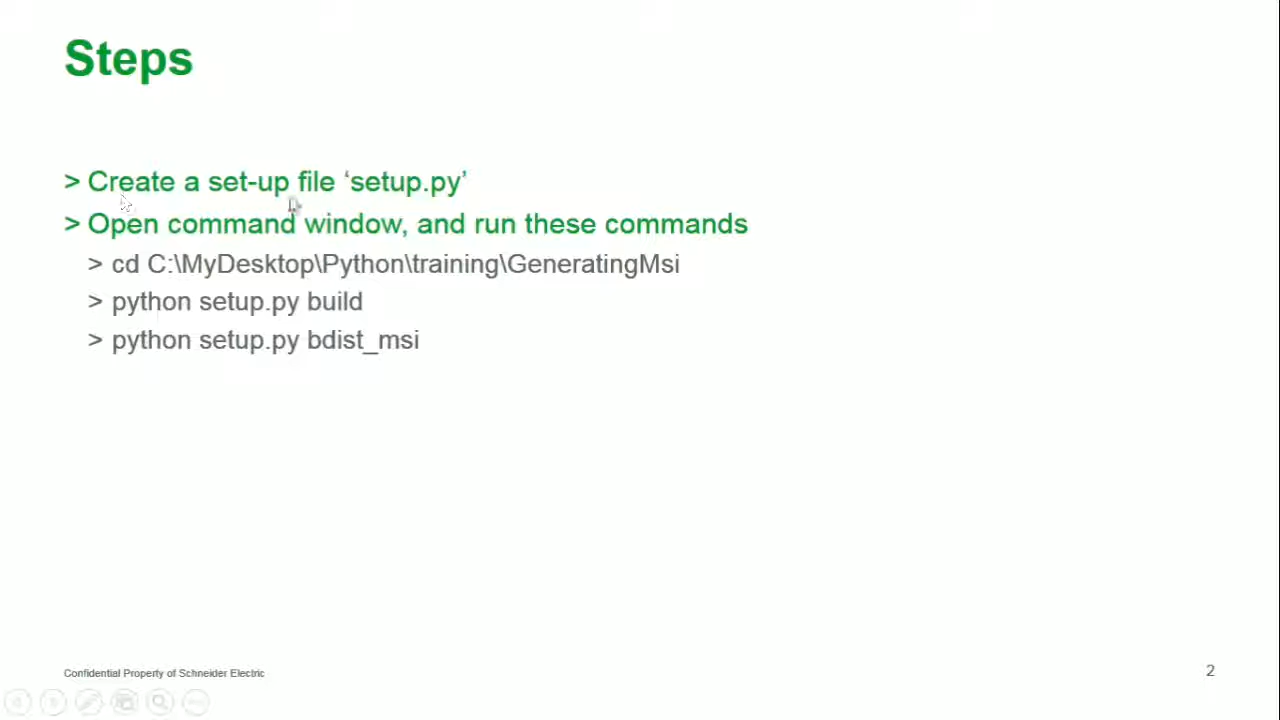 Steps
> Create a set-up file ‘setup.py’
> Open command window, and run these commands
> cd C:\MyDesktop\Python\training\GeneratingMsi
> python setup.py build
> python setup.py bdist_msi
Confidential Property of Schneider Electric
2